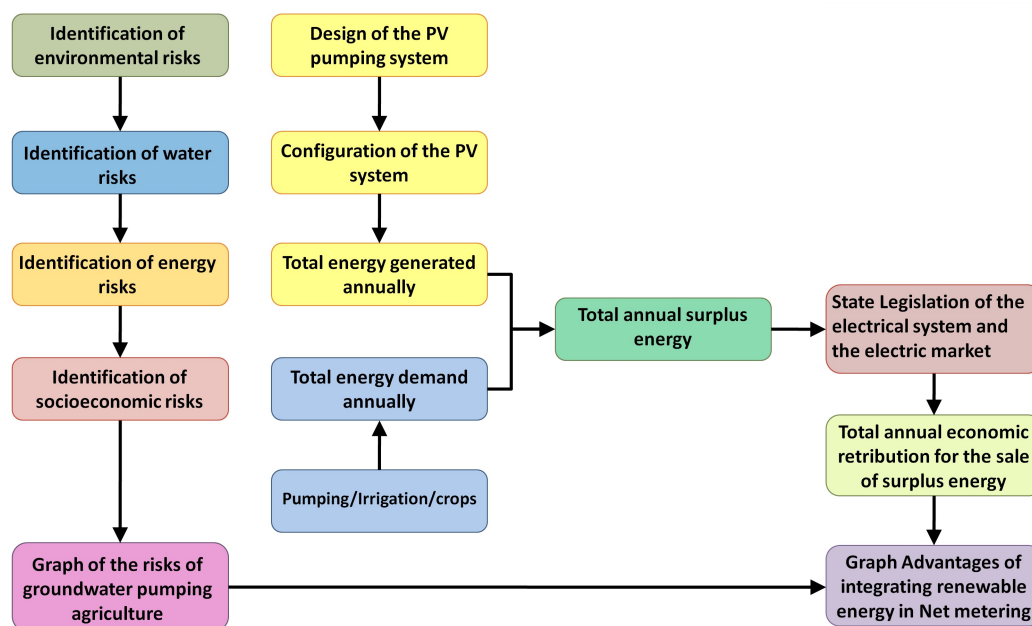 Identification of
environmental risks
Identification of water
risks
Identification of energy
risks
Identification of
socioeconomic risks
Graph of the risks of
groundwater pumping
agriculture
Design of the PV
pumping system
Configuration of the PV
system
Total energy generated
annually
Total energy demand
annually
Pumping/Irrigation/crops
Total annual surplus
energy
State Legislation of the
electrical system and
the electric market
Total annual economic
retribution for the sale
of surplus energy
Graph Advantages of
integrating renewable
energy in Net metering